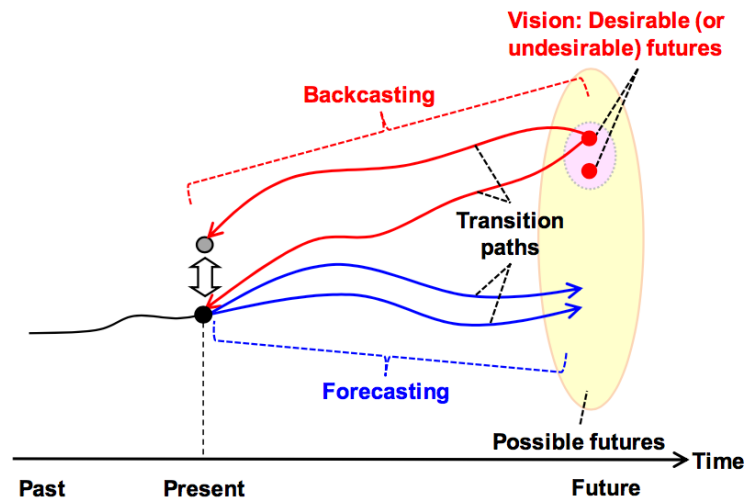 Vision: Desirable (or
undesirable) futures
Backcasting
Transition
paths
Forecasting
Possible futures
Time
Past
Present
Future